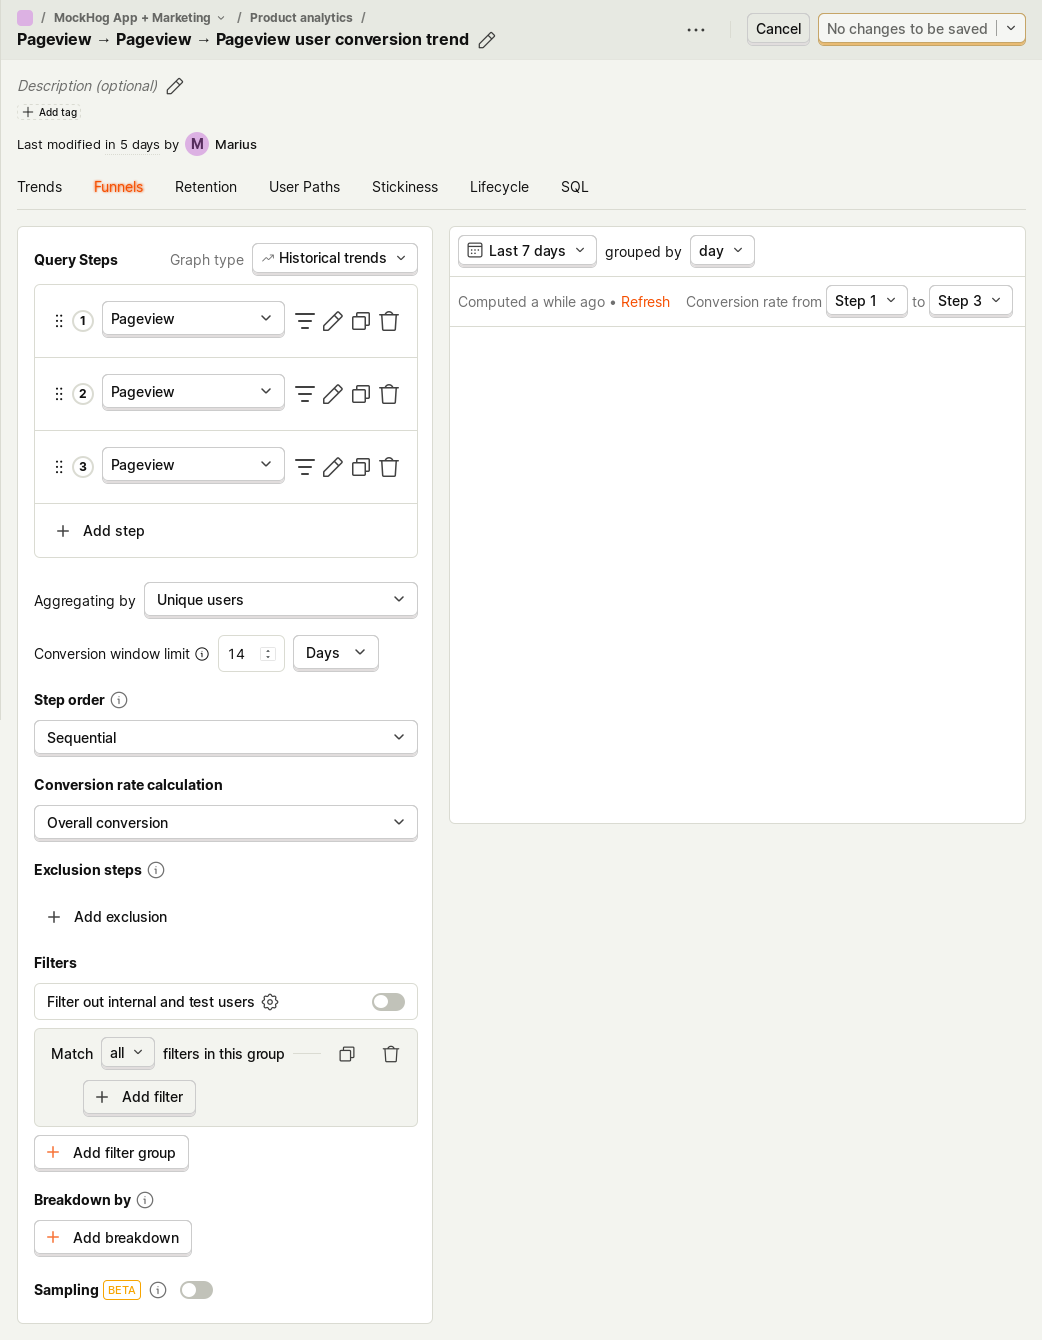 / MockHog App + Marketing / Product analytics /
Pageview → Pageview → Pageview user conversion trend
Cancel
No changes to be saved
Description (optional)
Add tag
Last modified in 5 days by M Marius
Trends Funnels Retention User Paths Stickiness Lifecycle SQL
Query Steps Graph type Historical trends
1 Pageview
2 Pageview
3 Pageview
Add step
Aggregating by Unique users
Conversion window limit 14 Days
Step order
Sequential
Conversion rate calculation
Overall conversion
Exclusion steps
Add exclusion
Filters
Filter out internal and test users
Match all filters in this group
Add filter
Add filter group
Breakdown by
Add breakdown
Sampling BETA
Last 7 days grouped by day
Computed a while ago • Refresh Conversion rate from Step 1 to Step 3